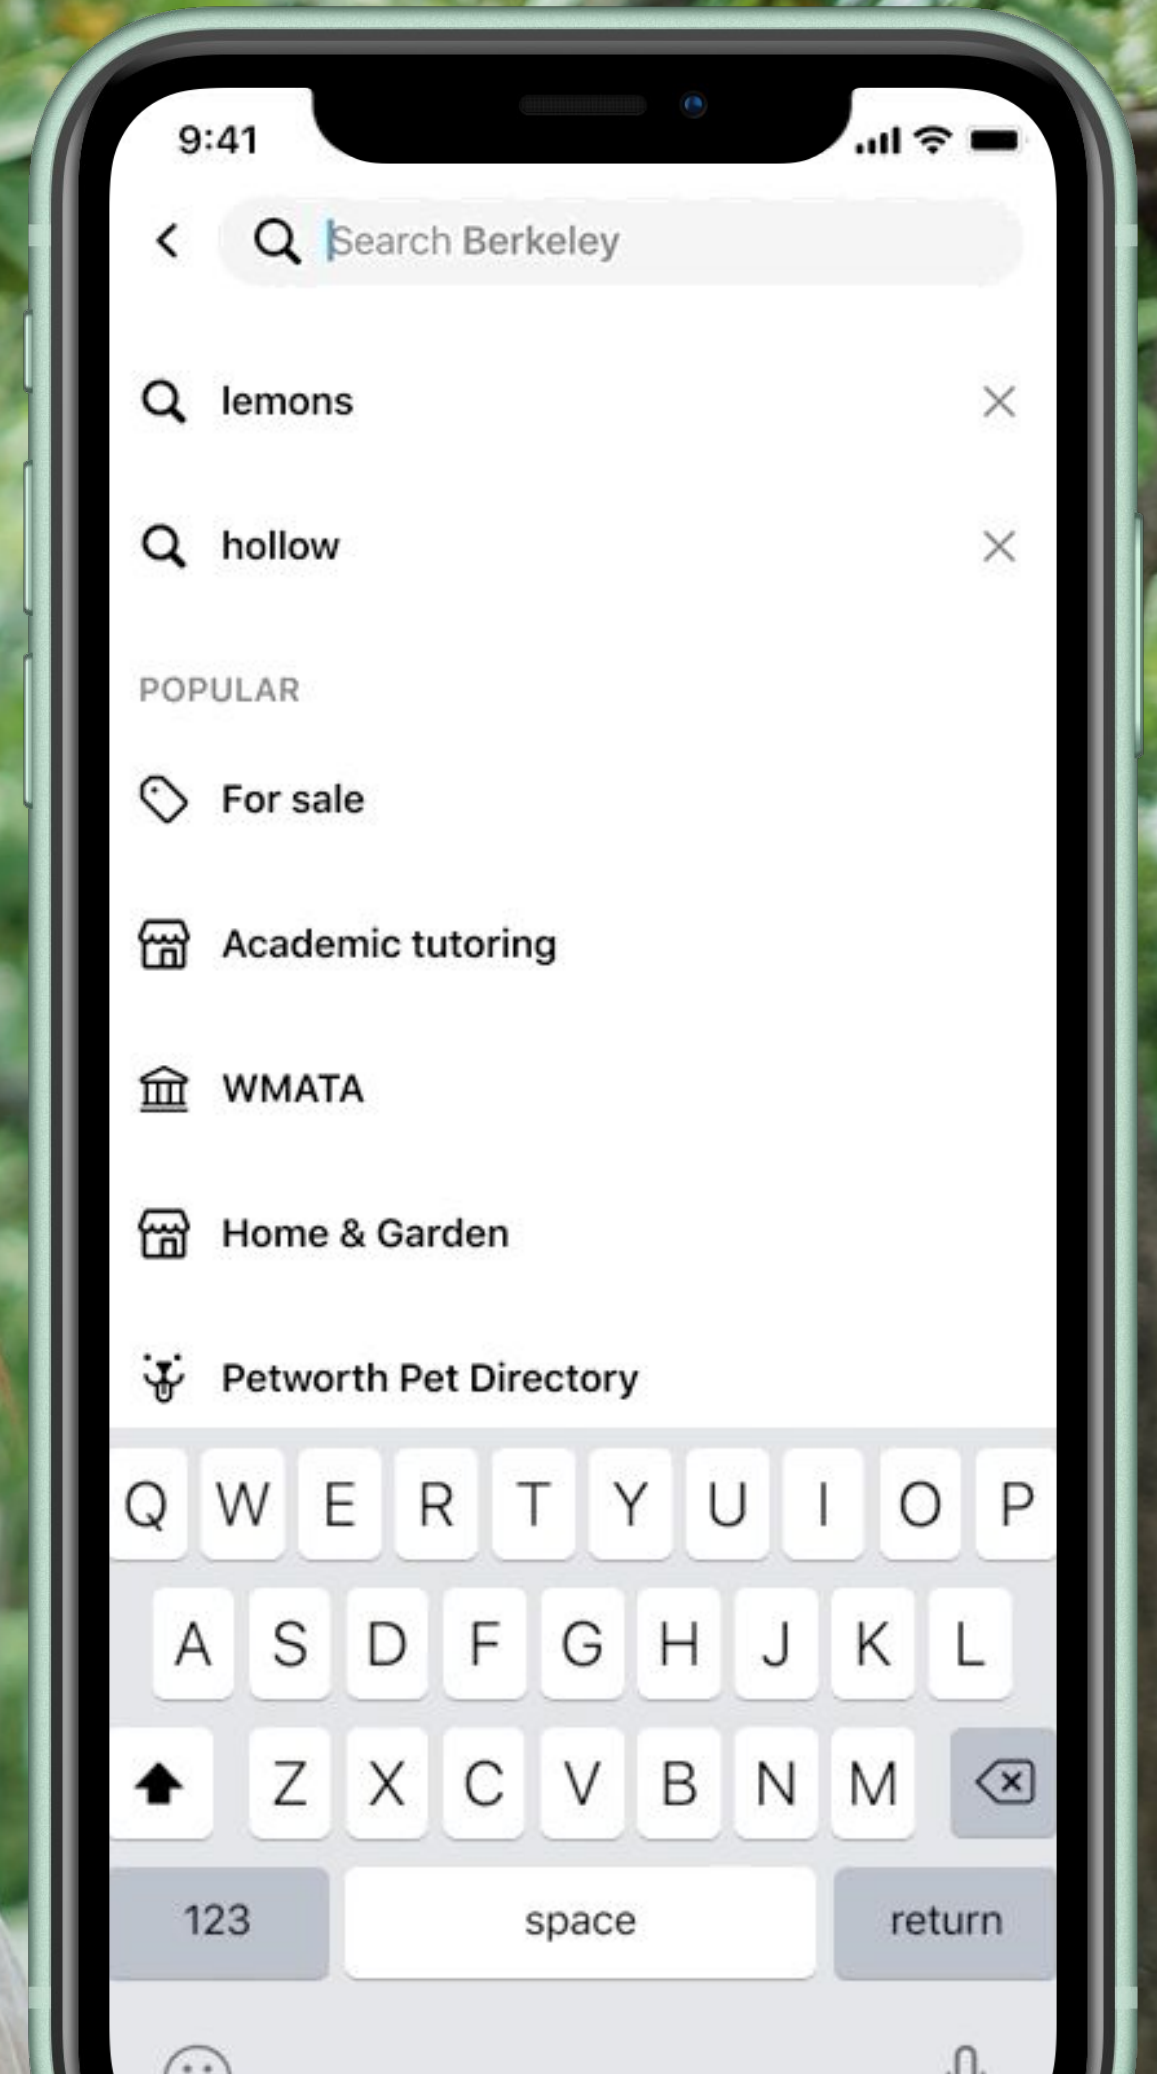 9:41
Search Berkeley
lemons
hollow
POPULAR
For sale
Academic tutoring
WMATA
Home & Garden
Petworth Pet Directory
Q W E R T Y U I O P
A S D F G H J K L
Z X C V B N M
123 space return